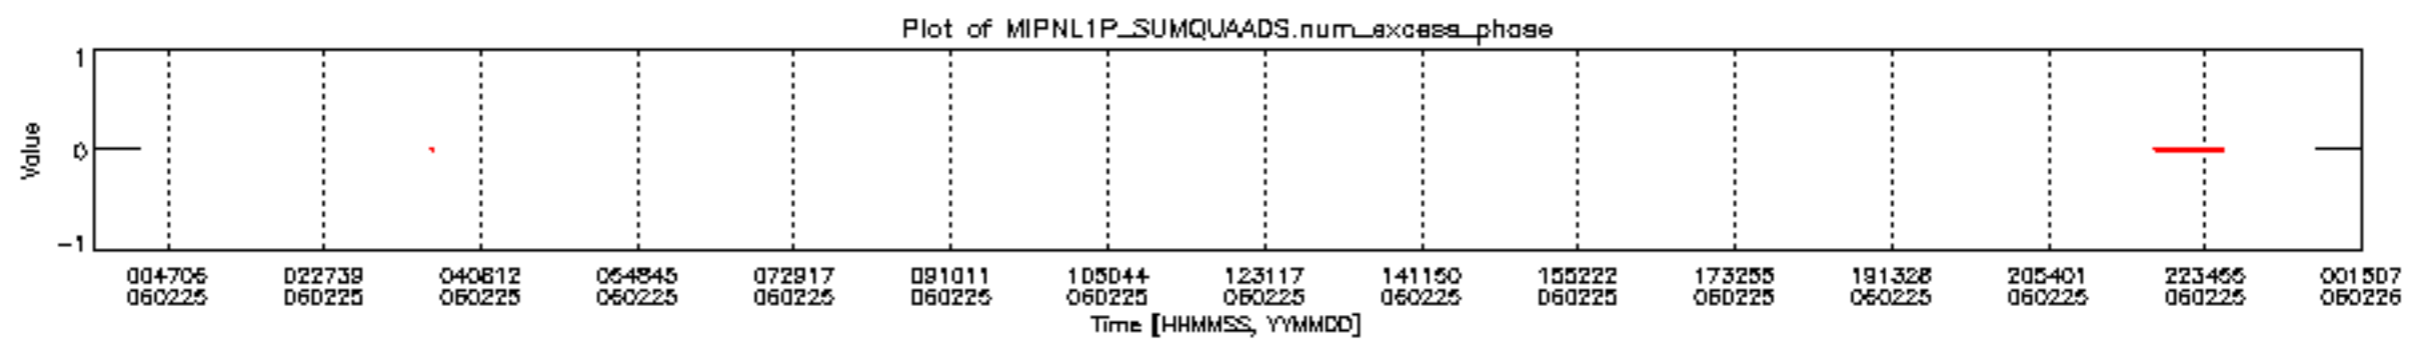 Plot of MIPNL1P_SUMQUAADS.num_excess_phase
1
Value
0
-1
004706 022739 040812 054845 072917 091011 105044 123117 141150 155222 173255 191328 205401 223455 001507
060225 060225 060225 060225 060225 060225 060225 060225 060225 060225 060225 060225 060225 060225 060226
Time [HHMMSS, YYMMDD]